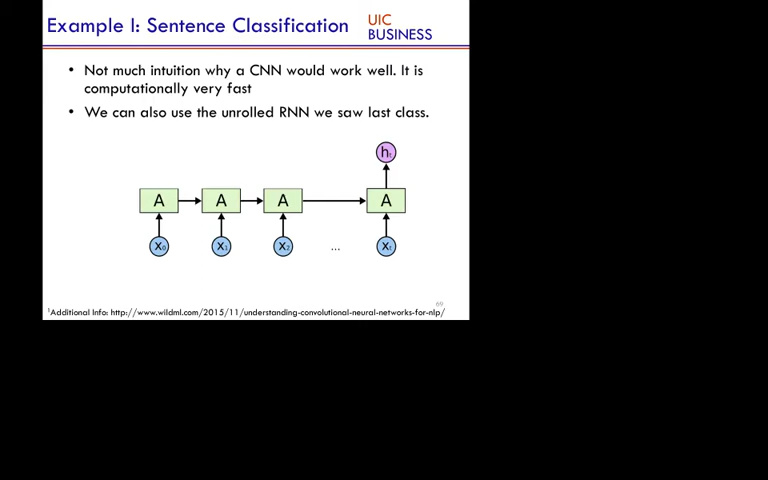 Example I: Sentence Classification
UIC
BUSINESS
• Not much intuition why a CNN would work well. It is
computationally very fast
• We can also use the unrolled RNN we saw last class.
hₜ
A A A A
x₀ x₁ x₂ ... xₜ
69
¹Additional Info: http://www.wildml.com/2015/11/understanding-convolutional-neural-networks-for-nlp/